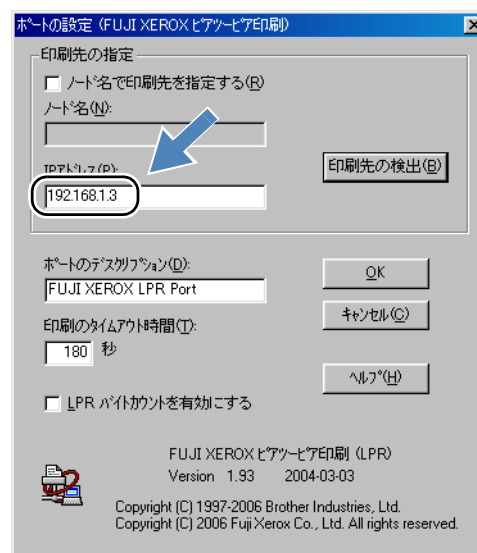 ポートの設定 (FUJI XEROX ピアツーピア印刷)
印刷先の指定
ノード名で印刷先を指定する(R)
ノード名(N):
IPアドレス(P):
192.168.1.3
印刷先の検出(B)
ポートのデスクリプション(D):
FUJI XEROX LPR Port
OK
キャンセル(C)
印刷のタイムアウト時間(T):
180 秒
ヘルプ(H)
LPR バイトカウントを有効にする
FUJI XEROX ピアツーピア印刷 (LPR)
Version 1.93 2004-03-03
Copyright (C) 1997-2006 Brother Industries, Ltd.
Copyright (C) 2006 Fuji Xerox Co., Ltd. All rights reserved.